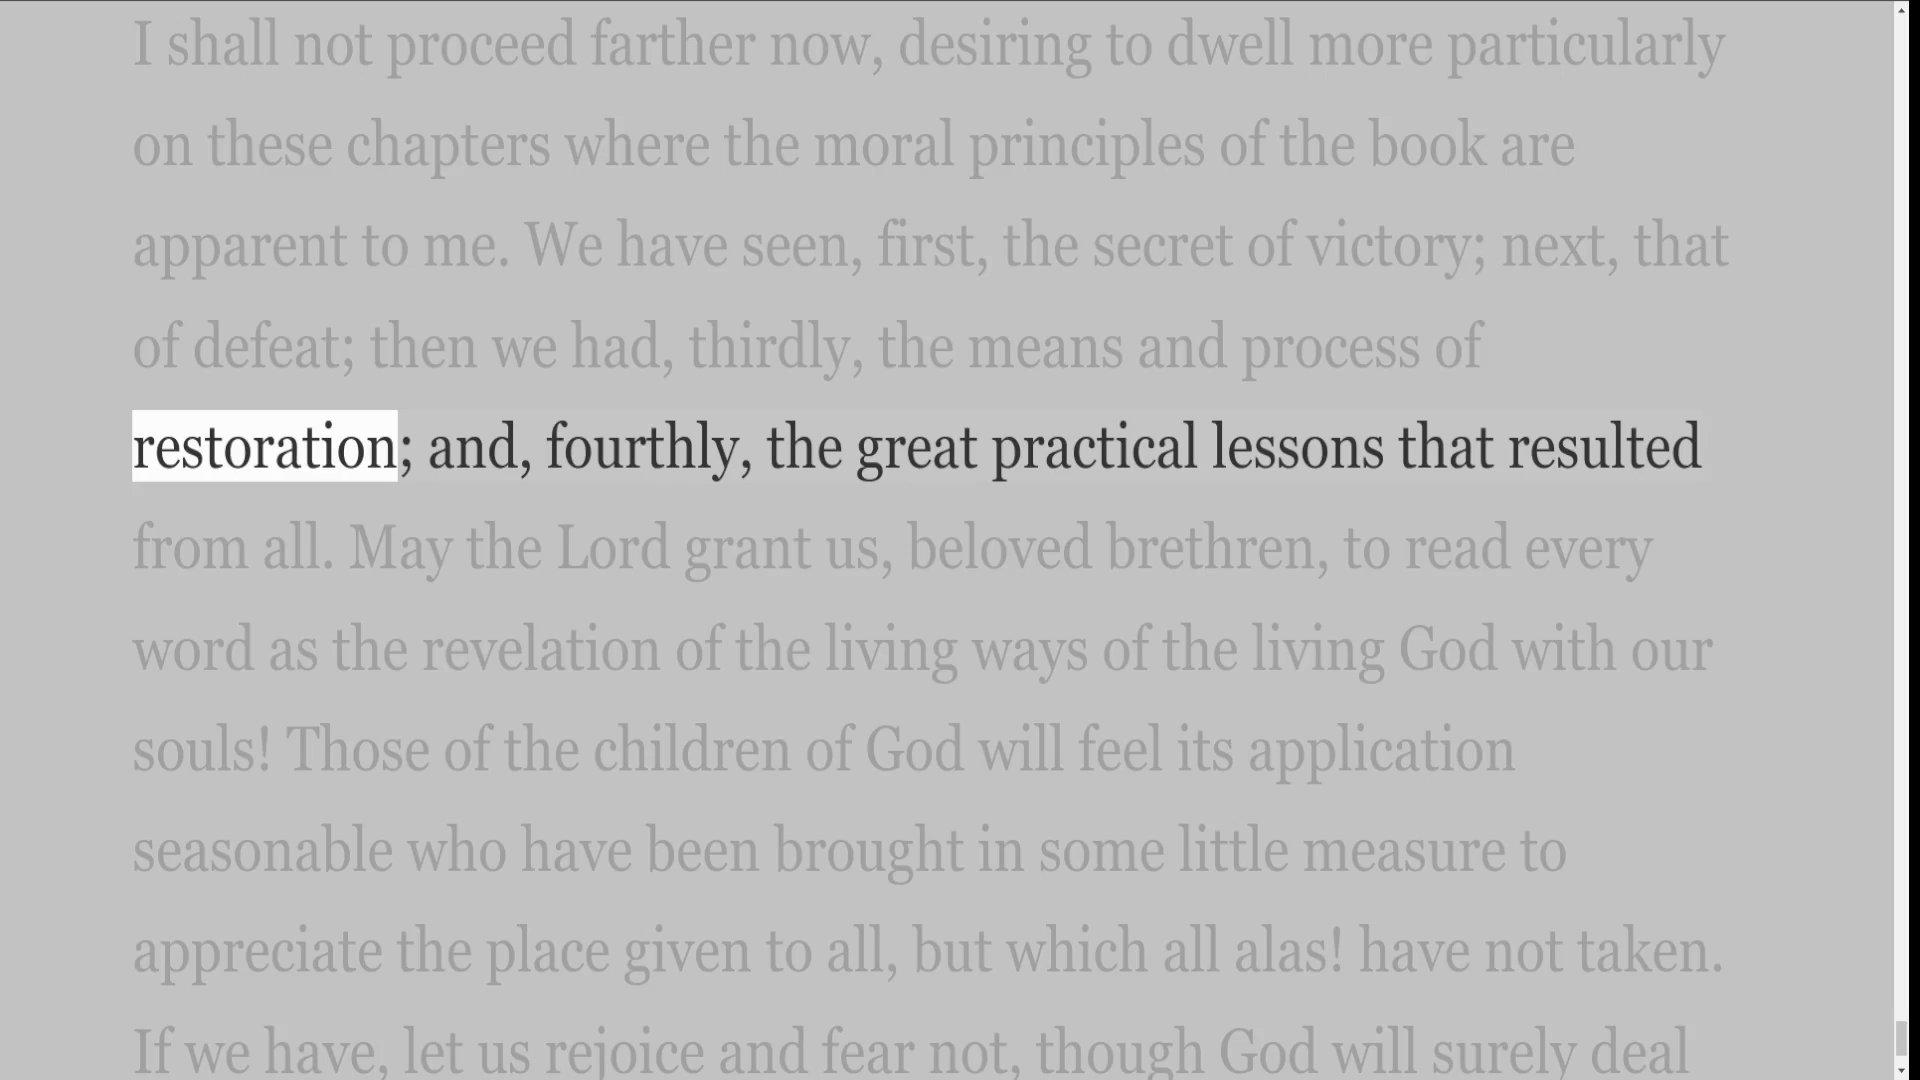 I shall not proceed farther now, desiring to dwell more particularly
on these chapters where the moral principles of the book are
apparent to me. We have seen, first, the secret of victory; next, that
of defeat; then we had, thirdly, the means and process of
restoration; and, fourthly, the great practical lessons that resulted
from all. May the Lord grant us, beloved brethren, to read every
word as the revelation of the living ways of the living God with our
souls! Those of the children of God will feel its application
seasonable who have been brought in some little measure to
appreciate the place given to all, but which all alas! have not taken.
If we have, let us rejoice and fear not, though God will surely deal